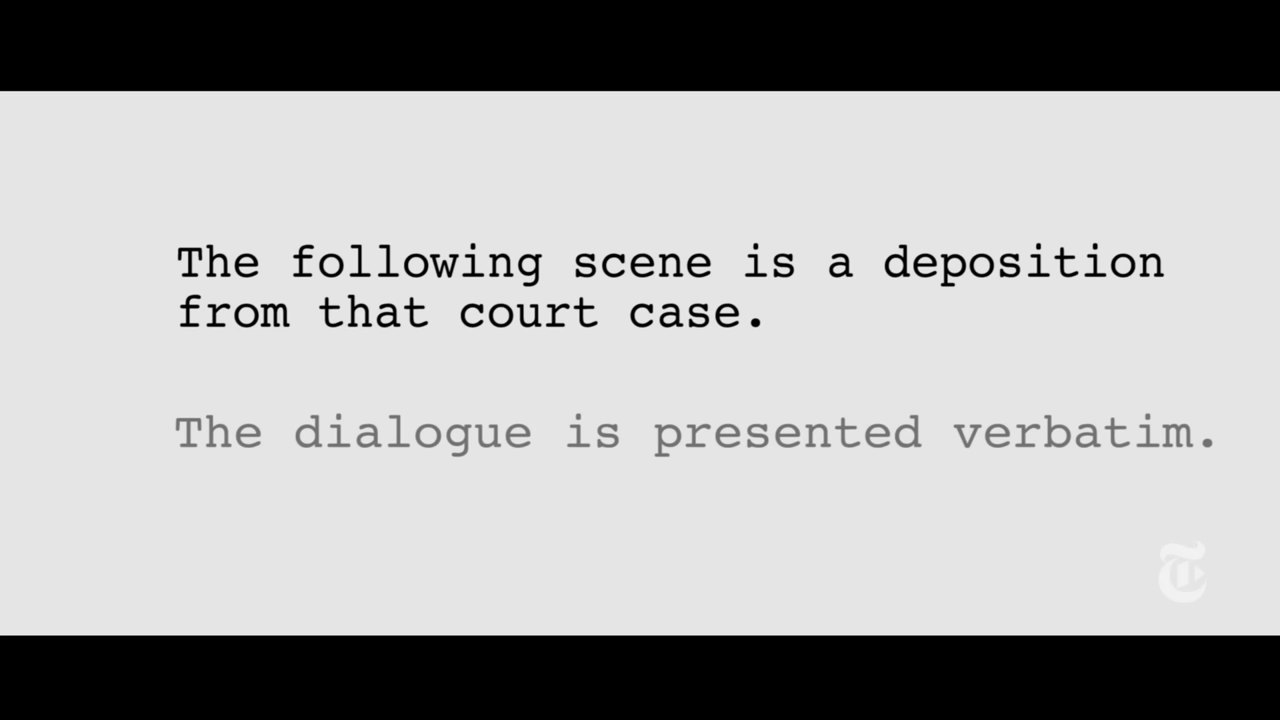 The following scene is a deposition
from that court case.
The dialogue is presented verbatim.
T